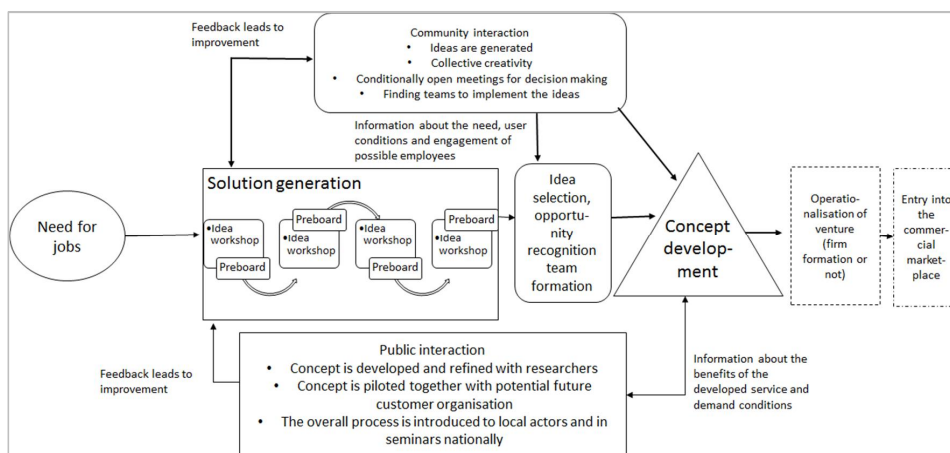 Feedback leads to
improvement
Community interaction
• Ideas are generated
• Collective creativity
• Conditionally open meetings for decision making
• Finding teams to implement the ideas
Information about the need, user
conditions and engagement of
possible employees
Need for
jobs
Solution generation
•Idea
workshop
Preboard
Preboard
•Idea
workshop
•Idea
workshop
Preboard
Preboard
•Idea
workshop
Idea
selection,
opportu-
nity
recognition
team
formation
Concept
develop-
ment
Operatio-
nalisation of
venture
(firm
formation or
not)
Entry into
the
commer-
cial
market-
place
Feedback leads to
improvement
Public interaction
• Concept is developed and refined with researchers
• Concept is piloted together with potential future
customer organisation
• The overall process is introduced to local actors and in
seminars nationally
Information about the
benefits of the
developed service and
demand conditions